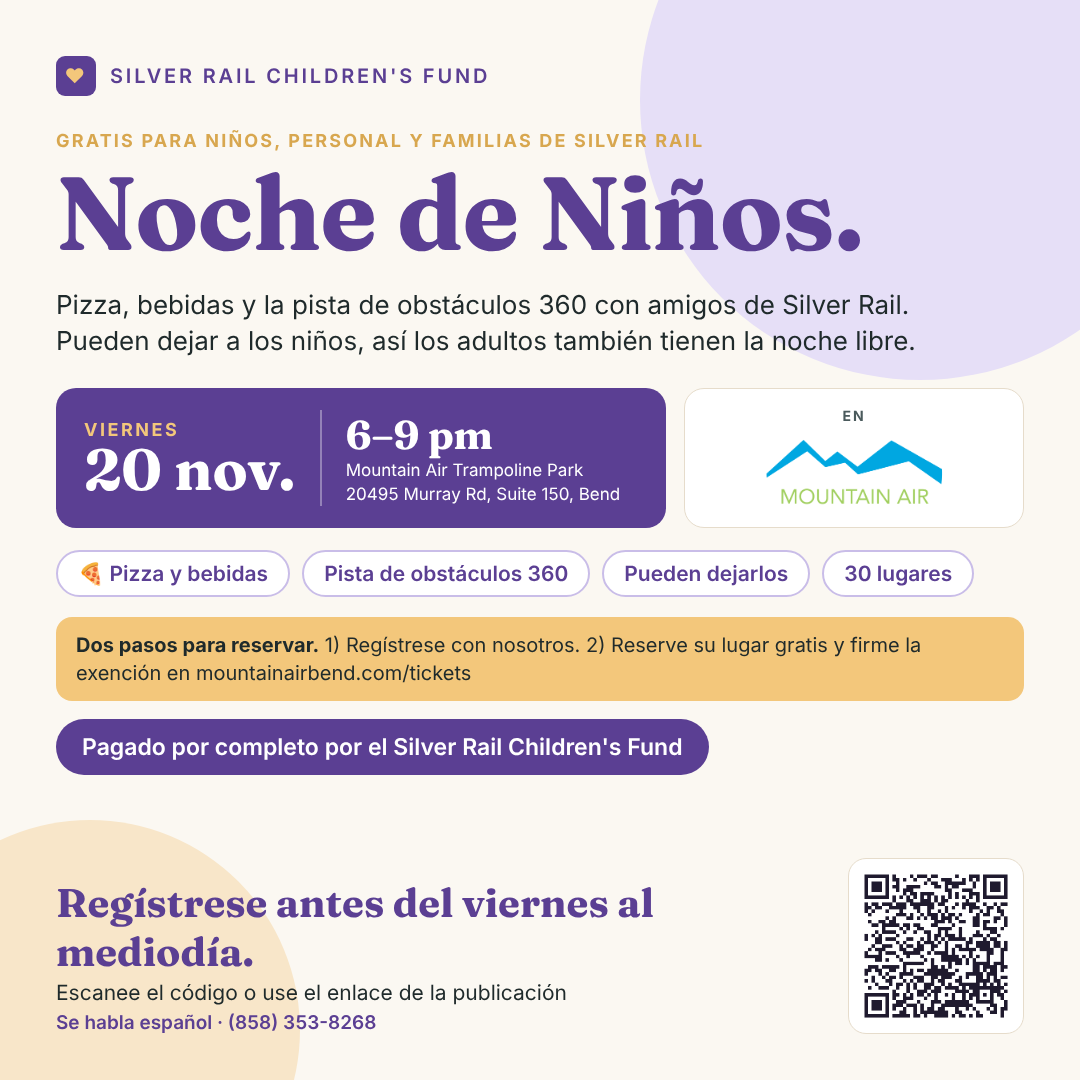 SILVER RAIL CHILDREN'S FUND
GRATIS PARA NIÑOS, PERSONAL Y FAMILIAS DE SILVER RAIL
Noche de Niños.
Pizza, bebidas y la pista de obstáculos 360 con amigos de Silver Rail.
Pueden dejar a los niños, así los adultos también tienen la noche libre.
VIERNES
20 nov.
6–9 pm
Mountain Air Trampoline Park
20495 Murray Rd, Suite 150, Bend
EN
MOUNTAIN AIR
🍕 Pizza y bebidas
Pista de obstáculos 360
Pueden dejarlos
30 lugares
Dos pasos para reservar. 1) Regístrese con nosotros. 2) Reserve su lugar gratis y firme la
exención en mountainairbend.com/tickets
Pagado por completo por el Silver Rail Children's Fund
Regístrese antes del viernes al
mediodía.
Escanee el código o use el enlace de la publicación
Se habla español · (858) 353-8268